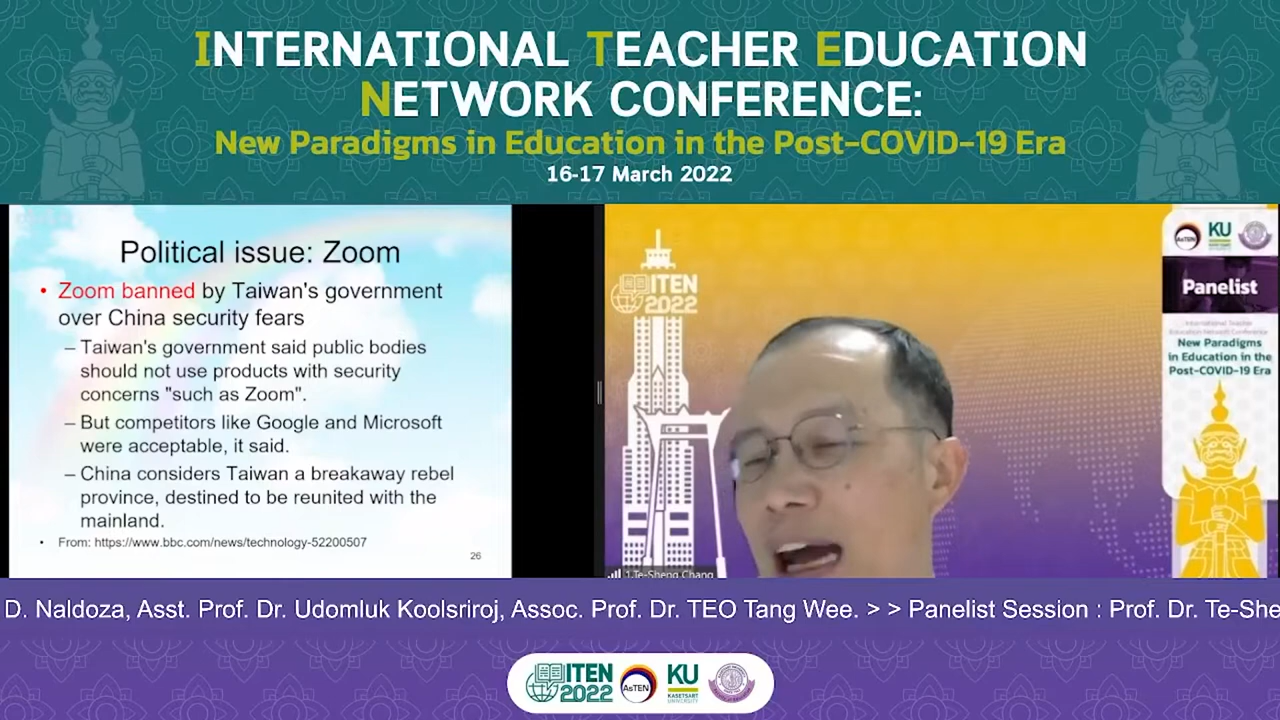 INTERNATIONAL TEACHER EDUCATION
NETWORK CONFERENCE:
New Paradigms in Education in the Post-COVID-19 Era
16-17 March 2022
Political issue: Zoom
• Zoom banned by Taiwan's government
over China security fears
– Taiwan's government said public bodies
should not use products with security
concerns "such as Zoom".
– But competitors like Google and Microsoft
were acceptable, it said.
– China considers Taiwan a breakaway rebel
province, destined to be reunited with the
mainland.
• From: https://www.bbc.com/news/technology-52200507
26
ITEN
2022
1.Te-Sheng Chang
AsTEN
KU
Panelist
International Teacher
Education Network Conference
New Paradigms
in Education in the
Post-COVID-19 Era
D. Naldoza, Asst. Prof. Dr. Udomluk Koolsriroj, Assoc. Prof. Dr. TEO Tang Wee. > > Panelist Session : Prof. Dr. Te-She
ITEN
2022
AsTEN
KU
KASETSART
UNIVERSITY